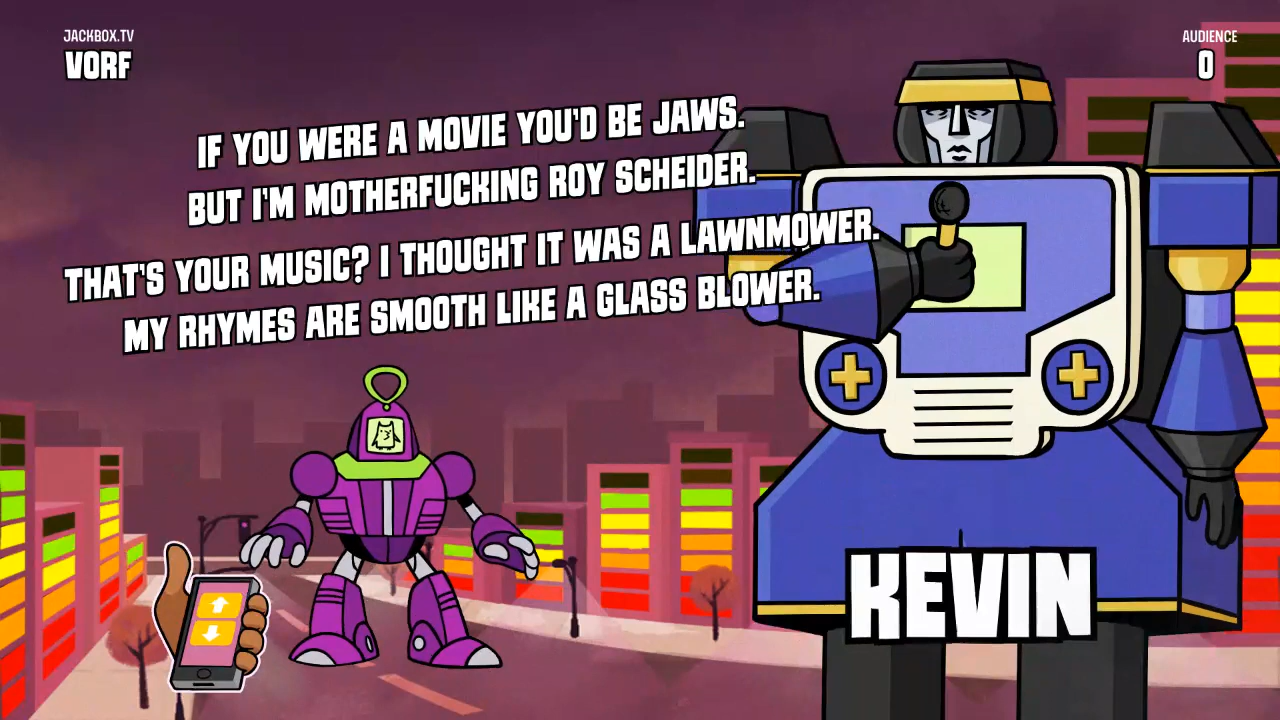 JACKBOX.TV
VORF
AUDIENCE
0
IF YOU WERE A MOVIE YOU'D BE JAWS.
BUT I'M MOTHERFUCKING ROY SCHEIDER.
THAT'S YOUR MUSIC? I THOUGHT IT WAS A LAWNMOWER.
MY RHYMES ARE SMOOTH LIKE A GLASS BLOWER.
KEVIN